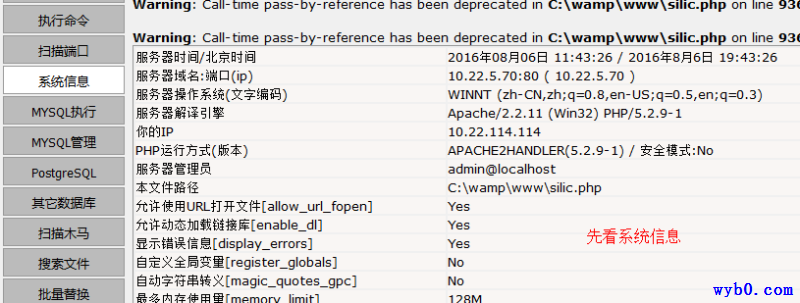 Warning: Call-time pass-by-reference has been deprecated in C:\wamp\www\silic.php on line 936
Warning: Call-time pass-by-reference has been deprecated in C:\wamp\www\silic.php on line 936
执行命令
扫描端口
系统信息
MYSQL执行
MYSQL管理
PostgreSQL
其它数据库
扫描木马
搜索文件
批量替换
服务器时间/北京时间 2016年08月06日 11:43:26 / 2016年8月6日 19:43:26
服务器域名:端口(ip) 10.22.5.70:80 ( 10.22.5.70 )
服务器操作系统(文字编码) WINNT (zh-CN,zh;q=0.8,en-US;q=0.5,en;q=0.3)
服务器解译引擎 Apache/2.2.11 (Win32) PHP/5.2.9-1
你的IP 10.22.114.114
PHP运行方式(版本) APACHE2HANDLER(5.2.9-1) / 安全模式:No
服务器管理员 admin@localhost
本文件路径 C:\wamp\www\silic.php
允许使用URL打开文件[allow_url_fopen] Yes
允许动态加载链接库[enable_dl] Yes
显示错误信息[display_errors] Yes
自定义全局变量[register_globals] No
自动字符串转义[magic_quotes_gpc] No
最多内存使用量[memory_limit] 128M
先看系统信息
wyb0.com